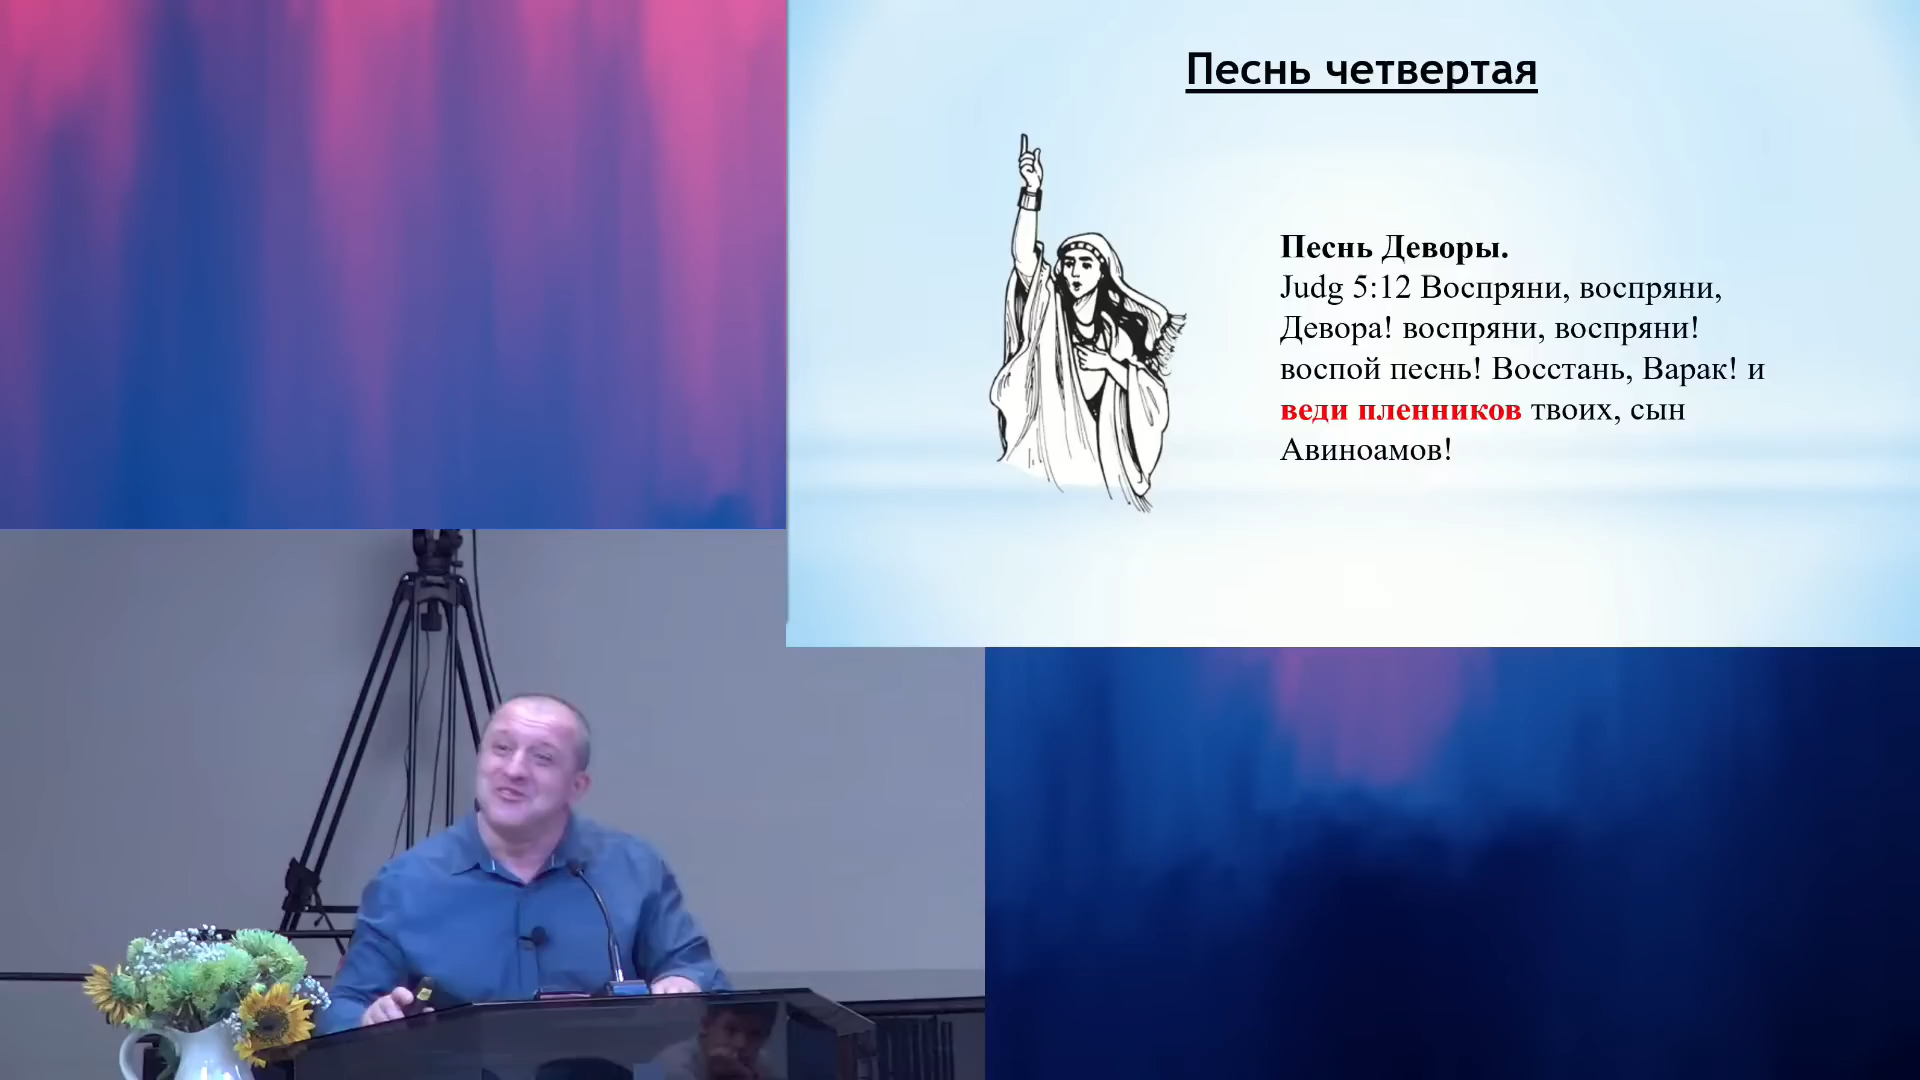 Песнь четвертая
Песнь Деворы.
Judg 5:12 Воспряни, воспряни,
Девора! воспряни, воспряни!
воспой песнь! Восстань, Варак! и
веди пленников твоих, сын
Авиноамов!